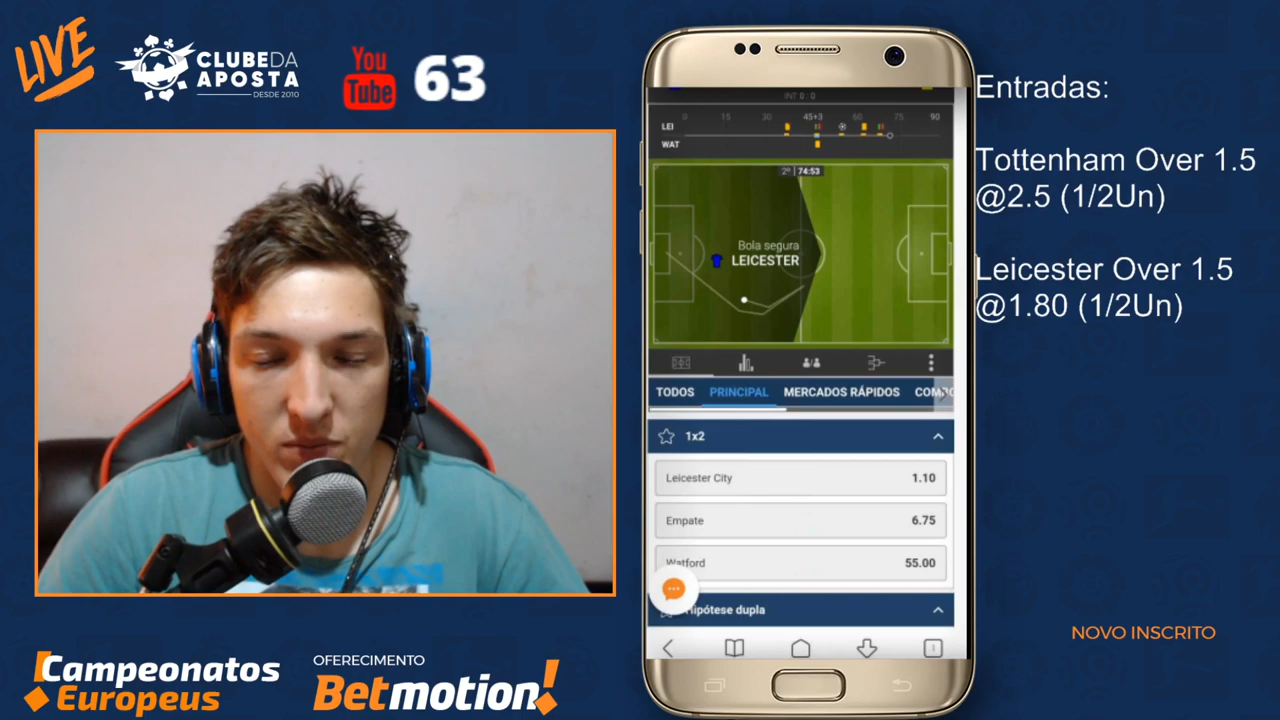 LIVE
CLUBEDA
APOSTA
DESDE 2010
You
Tube
63
INT 0 : 0
0 15 30 45+3 60 75 90
LEI
WAT
2º | 74:53
Bola segura
LEICESTER
TODOS PRINCIPAL MERCADOS RÁPIDOS
1x2
Leicester City 1.10
Empate 6.75
Watford 55.00
Hipótese dupla
Entradas:
Tottenham Over 1.5
@2.5 (1/2Un)
Leicester Over 1.5
@1.80 (1/2Un)
NOVO INSCRITO
Campeonatos
Europeus
OFERECIMENTO
Betmotion!